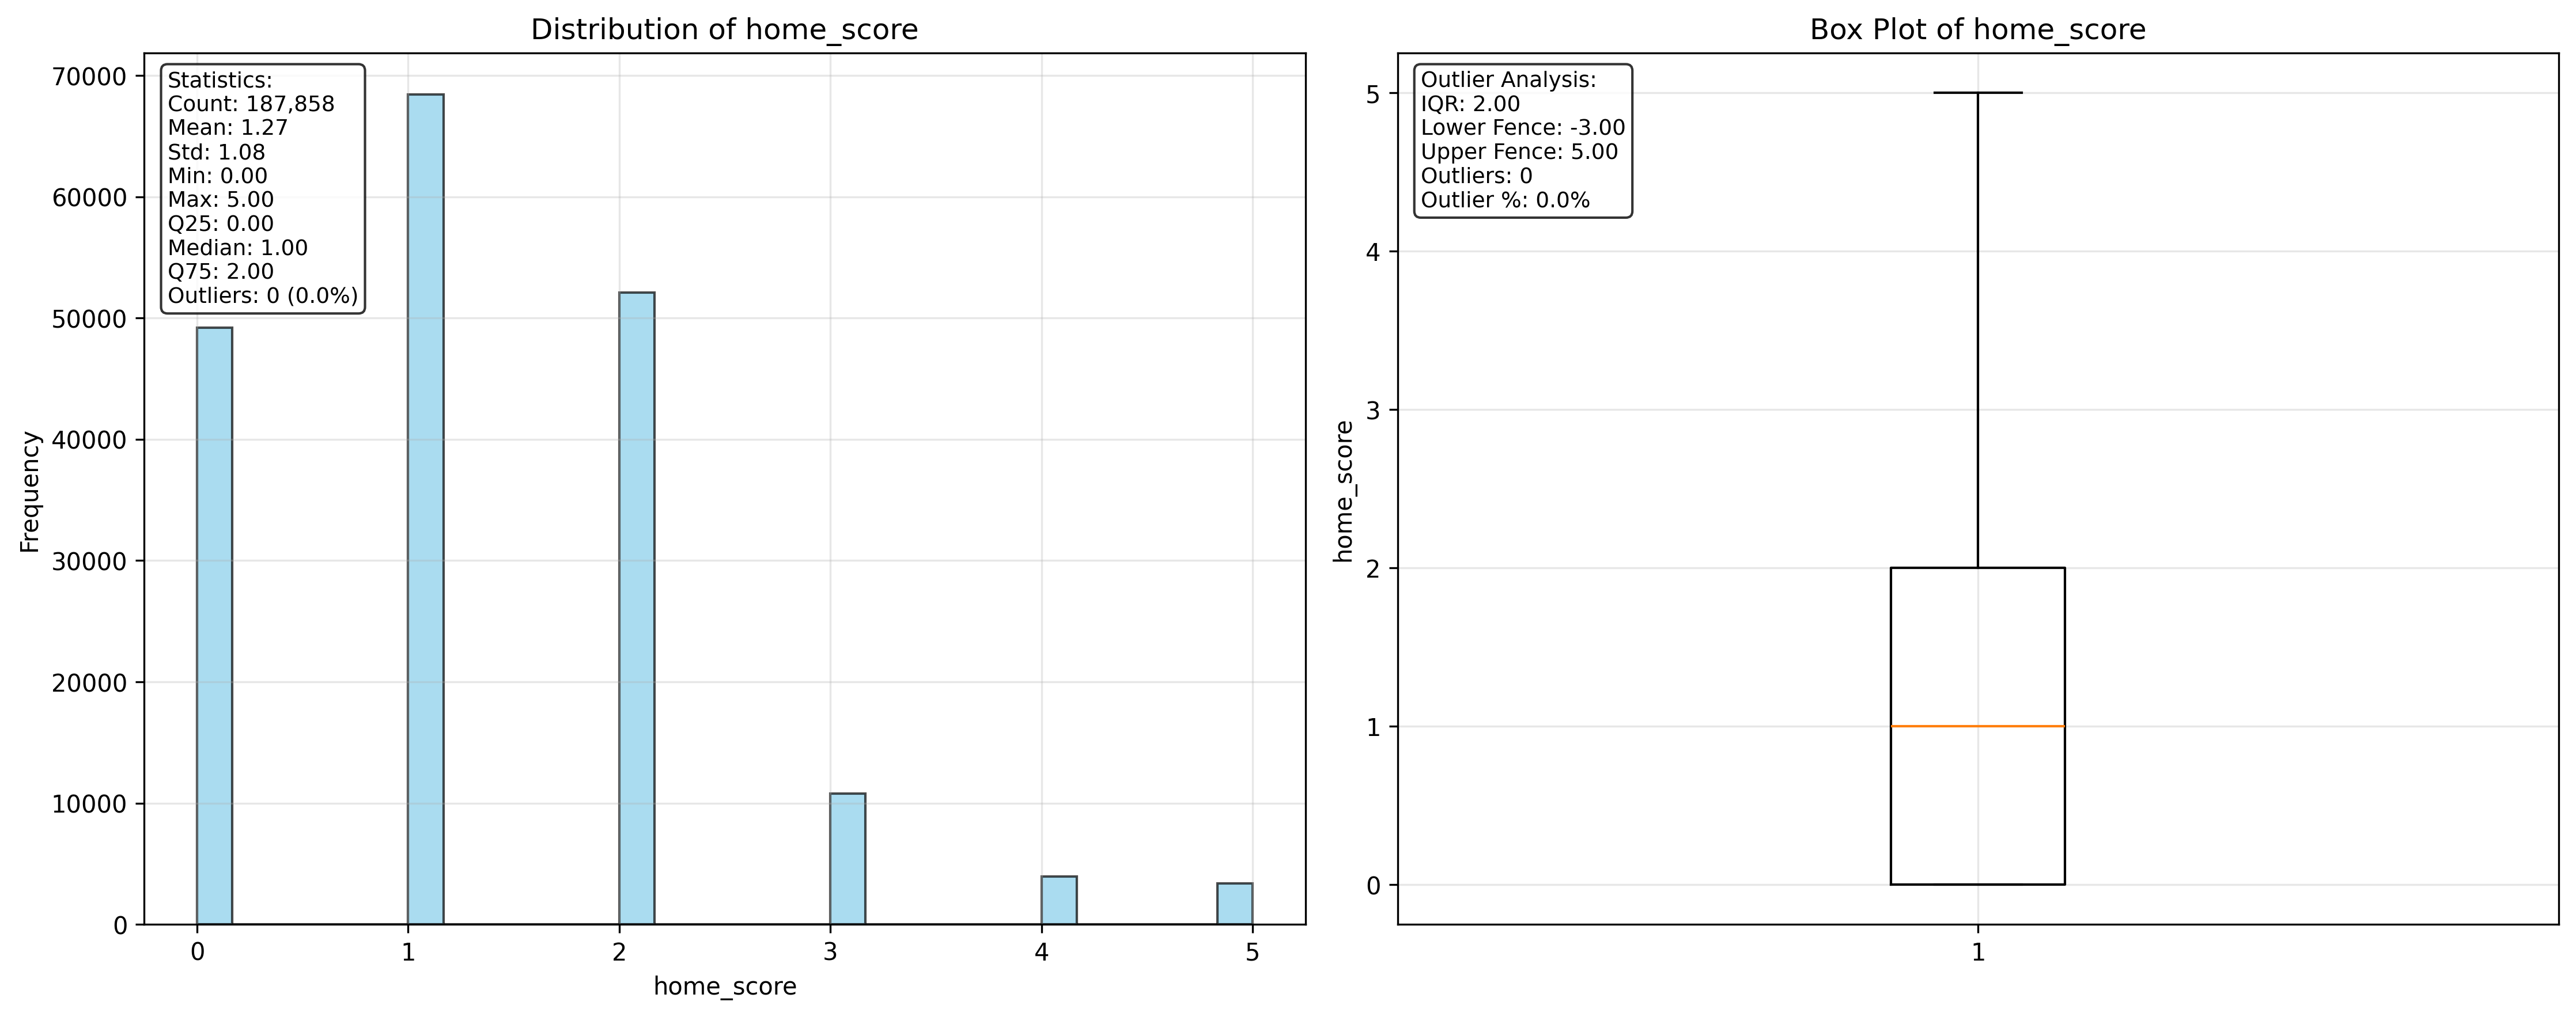 Distribution of home_score
Statistics:
Count: 187,858
Mean: 1.27
Std: 1.08
Min: 0.00
Max: 5.00
Q25: 0.00
Median: 1.00
Q75: 2.00
Outliers: 0 (0.0%)
Frequency
70000
60000
50000
40000
30000
20000
10000
0
0 1 2 3 4 5
home_score
Box Plot of home_score
Outlier Analysis:
IQR: 2.00
Lower Fence: -3.00
Upper Fence: 5.00
Outliers: 0
Outlier %: 0.0%
home_score
5
4
3
2
1
0
1